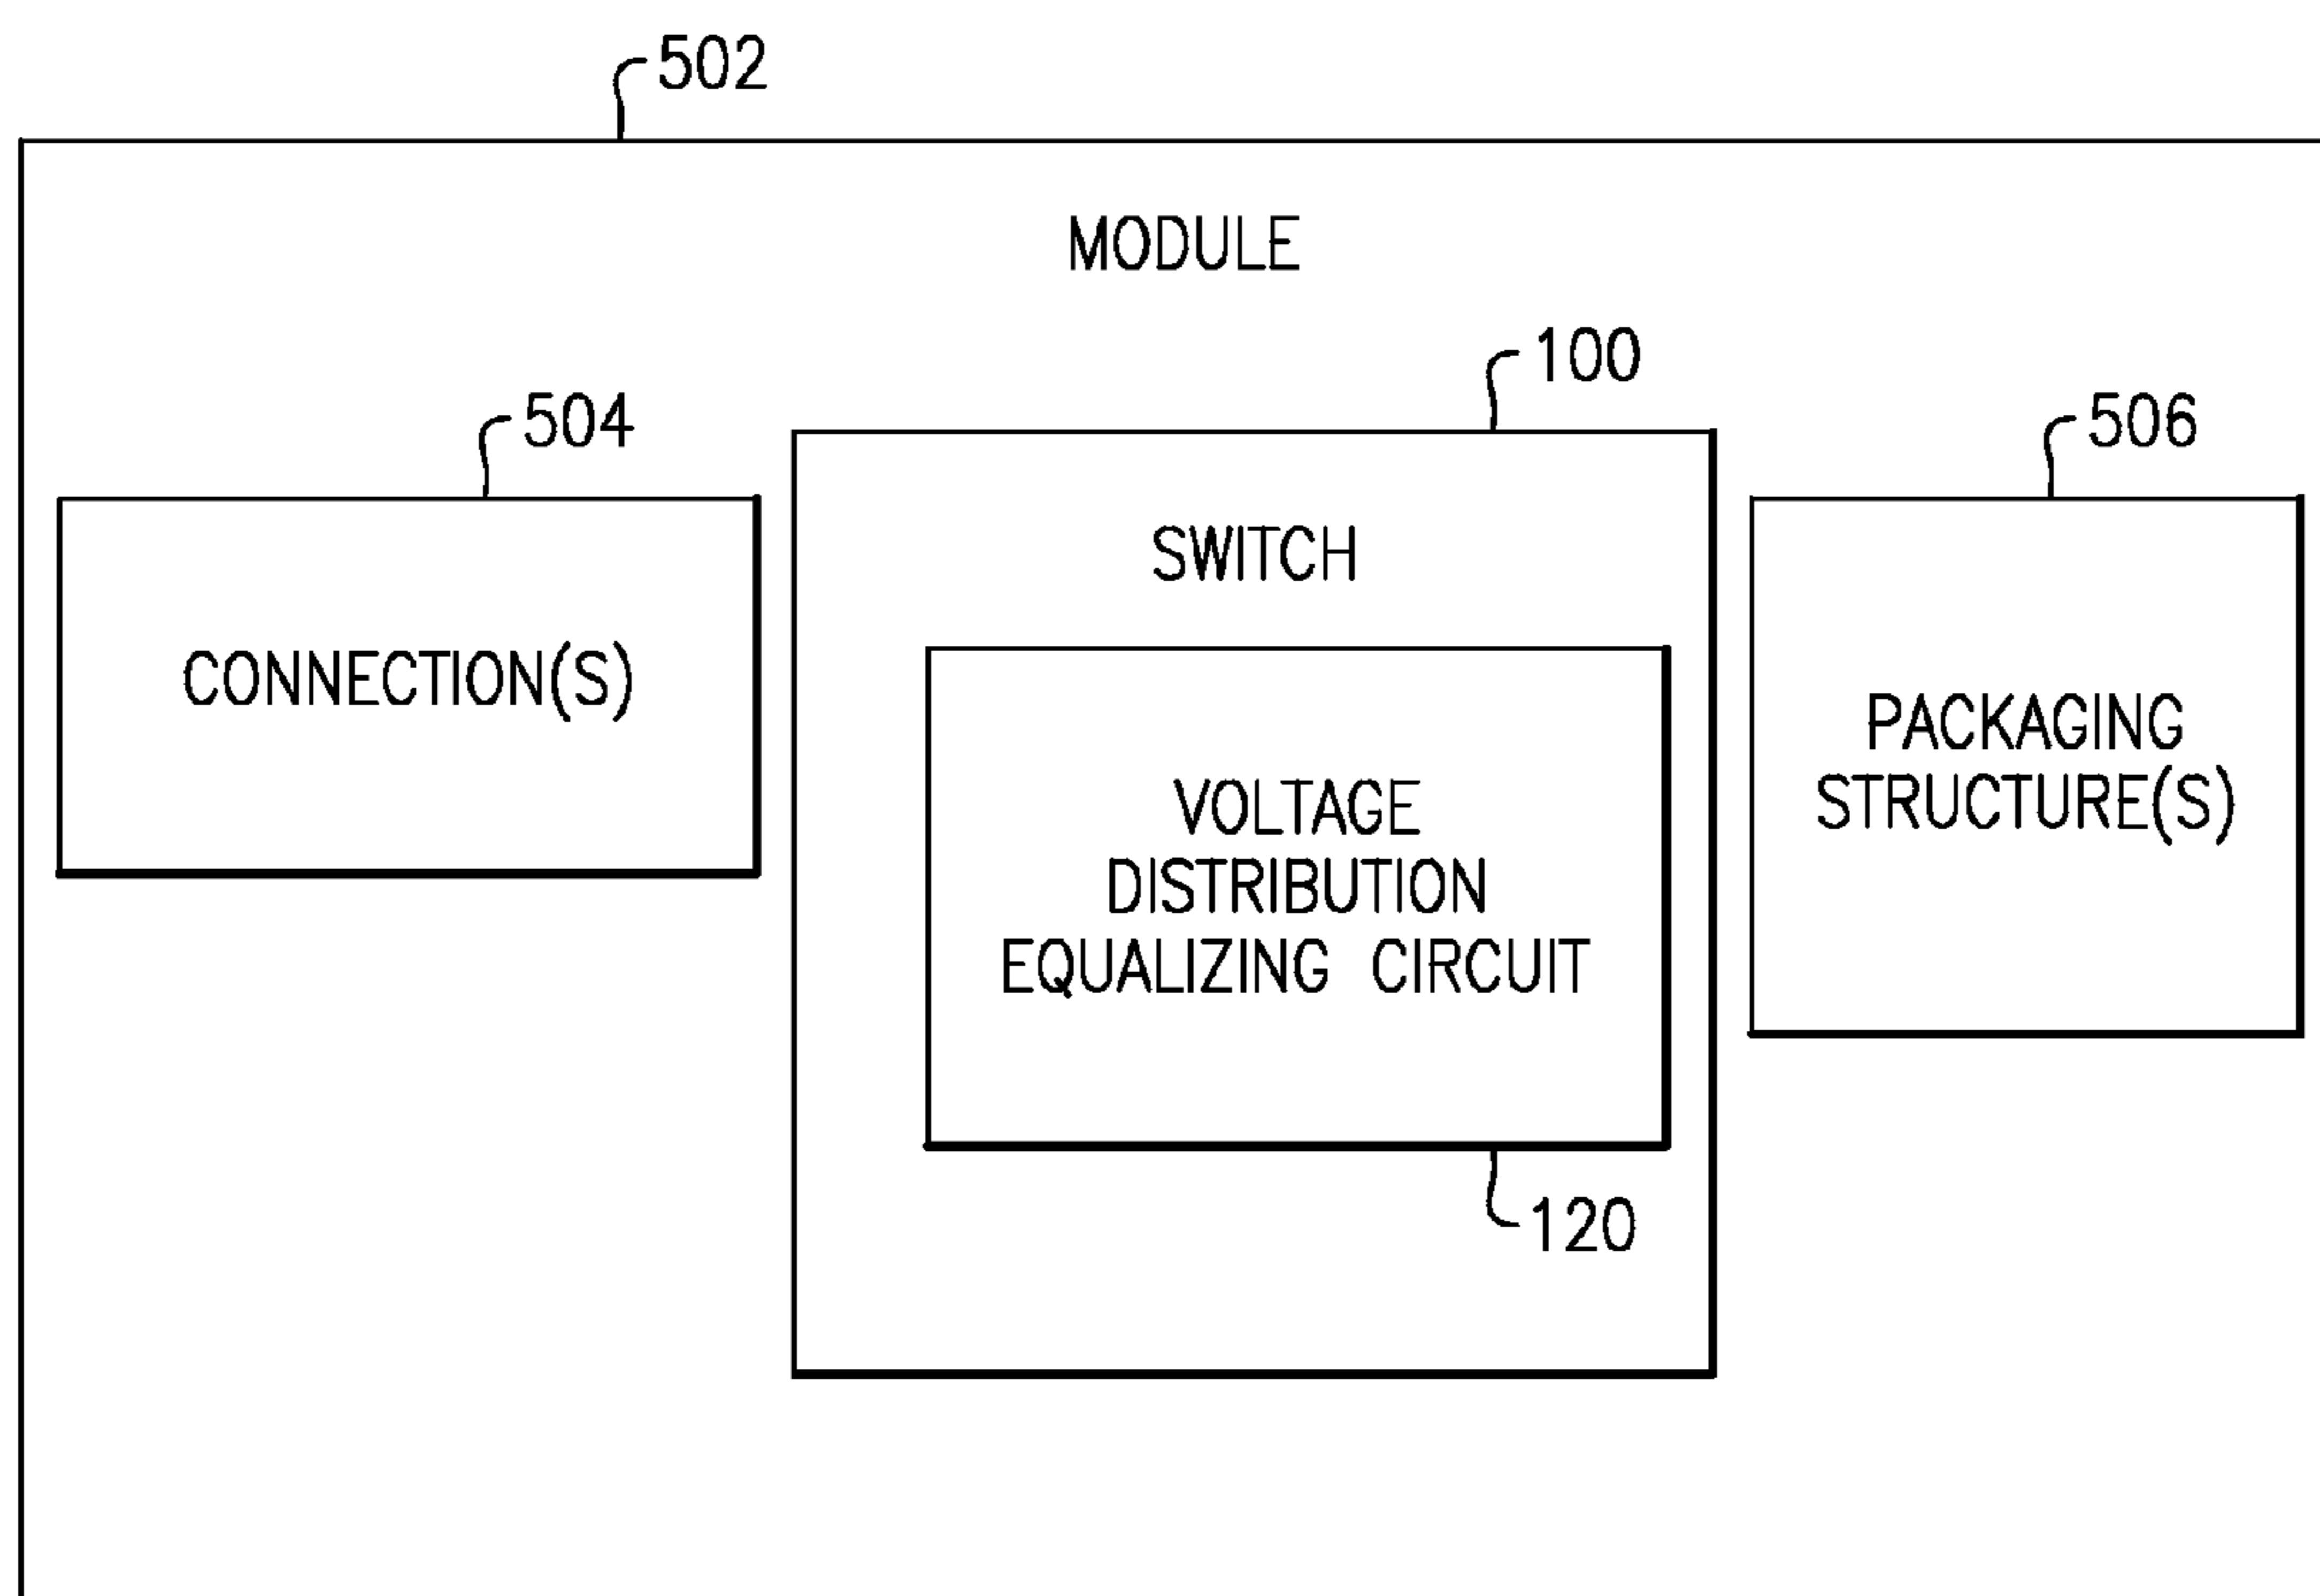 502
MODULE
100
504
506
SWITCH
CONNECTION(S)
PACKAGING
STRUCTURE(S)
VOLTAGE
DISTRIBUTION
EQUALIZING CIRCUIT
120